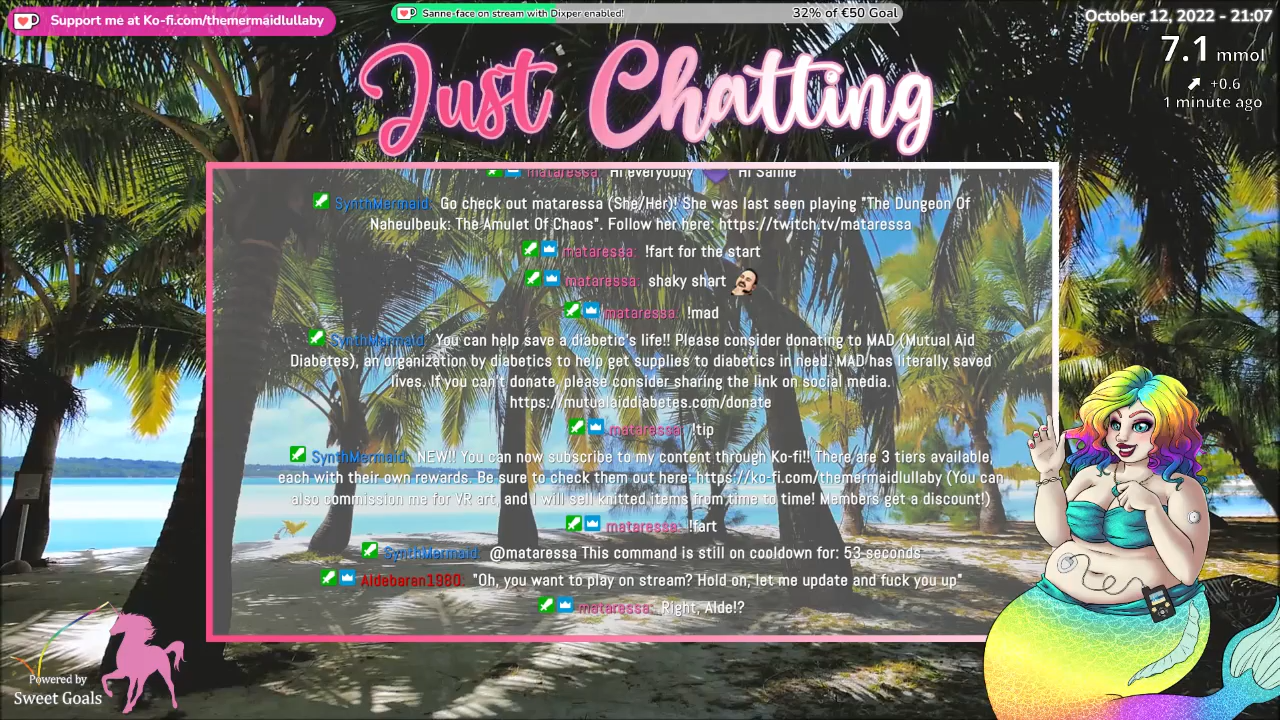 Support me at Ko-fi.com/themermaidlullaby
Sanne-face on stream with Dixper enabled!
32% of €50 Goal
October 12, 2022 - 21:07
7.1 mmol
+0.6
1 minute ago
Just Chatting
mataressa: Hi everybody Hi Sanne
SynthMermaid: Go check out mataressa (She/Her)! She was last seen playing "The Dungeon Of
Naheulbeuk: The Amulet Of Chaos". Follow her here: https://twitch.tv/mataressa
mataressa: !fart for the start
mataressa: shaky shart
mataressa: !mad
SynthMermaid: You can help save a diabetic's life!! Please consider donating to MAD (Mutual Aid
Diabetes), an organization by diabetics to help get supplies to diabetics in need. MAD has literally saved
lives. If you can't donate, please consider sharing the link on social media.
https://mutualaiddiabetes.com/donate
mataressa: !tip
SynthMermaid: NEW!! You can now subscribe to my content through Ko-fi!! There are 3 tiers available,
each with their own rewards. Be sure to check them out here: https://ko-fi.com/themermaidlullaby (You can
also commission me for VR art, and I will sell knitted items from time to time! Members get a discount!)
mataressa: !fart
SynthMermaid: @mataressa This command is still on cooldown for: 53 seconds
Aldebaran1980: "Oh, you want to play on stream? Hold on, let me update and fuck you up"
mataressa: Right, Alde!?
Powered by
Sweet Goals